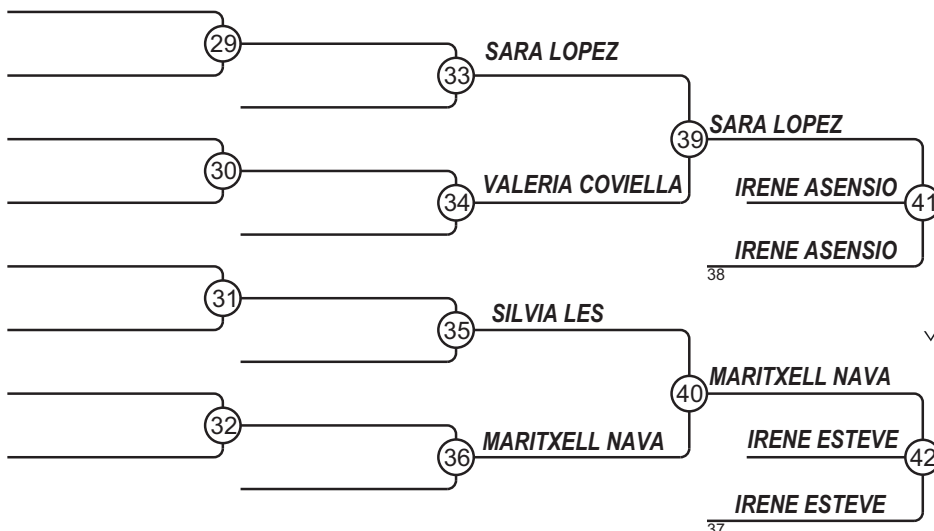 29
SARA LOPEZ
33
39
SARA LOPEZ
30
VALERIA COVIELLA
34
IRENE ASENSIO
41
IRENE ASENSIO
38
31
SILVIA LES
35
MARITXELL NAVA
40
32
MARITXELL NAVA
36
IRENE ESTEVE
42
IRENE ESTEVE
37